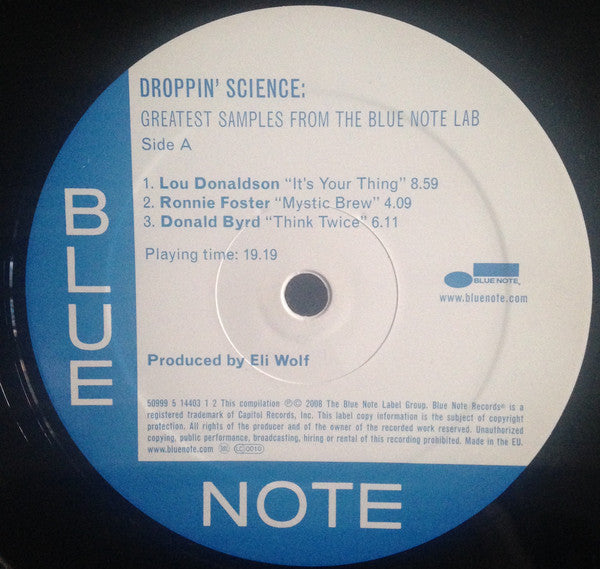 DROPPIN' SCIENCE:
GREATEST SAMPLES FROM THE BLUE NOTE LAB
Side A
1. Lou Donaldson "It's Your Thing" 8.59
2. Ronnie Foster "Mystic Brew" 4.09
3. Donald Byrd "Think Twice" 6.11
Playing time: 19.19
BLUE NOTE.
www.bluenote.com
Produced by Eli Wolf
50999 5 14403 1 2 This compilation ℗© 2008 The Blue Note Label Group. Blue Note Records® is a
registered trademark of Capitol Records, Inc. This label copy information is the subject of copyright
protection. All rights of the producer and of the owner of the recorded work reserved. Unauthorized
copying, public performance, broadcasting, hiring or rental of this recording prohibited. Made in the EU.
www.bluenote.com LC 0010
BLUE
NOTE